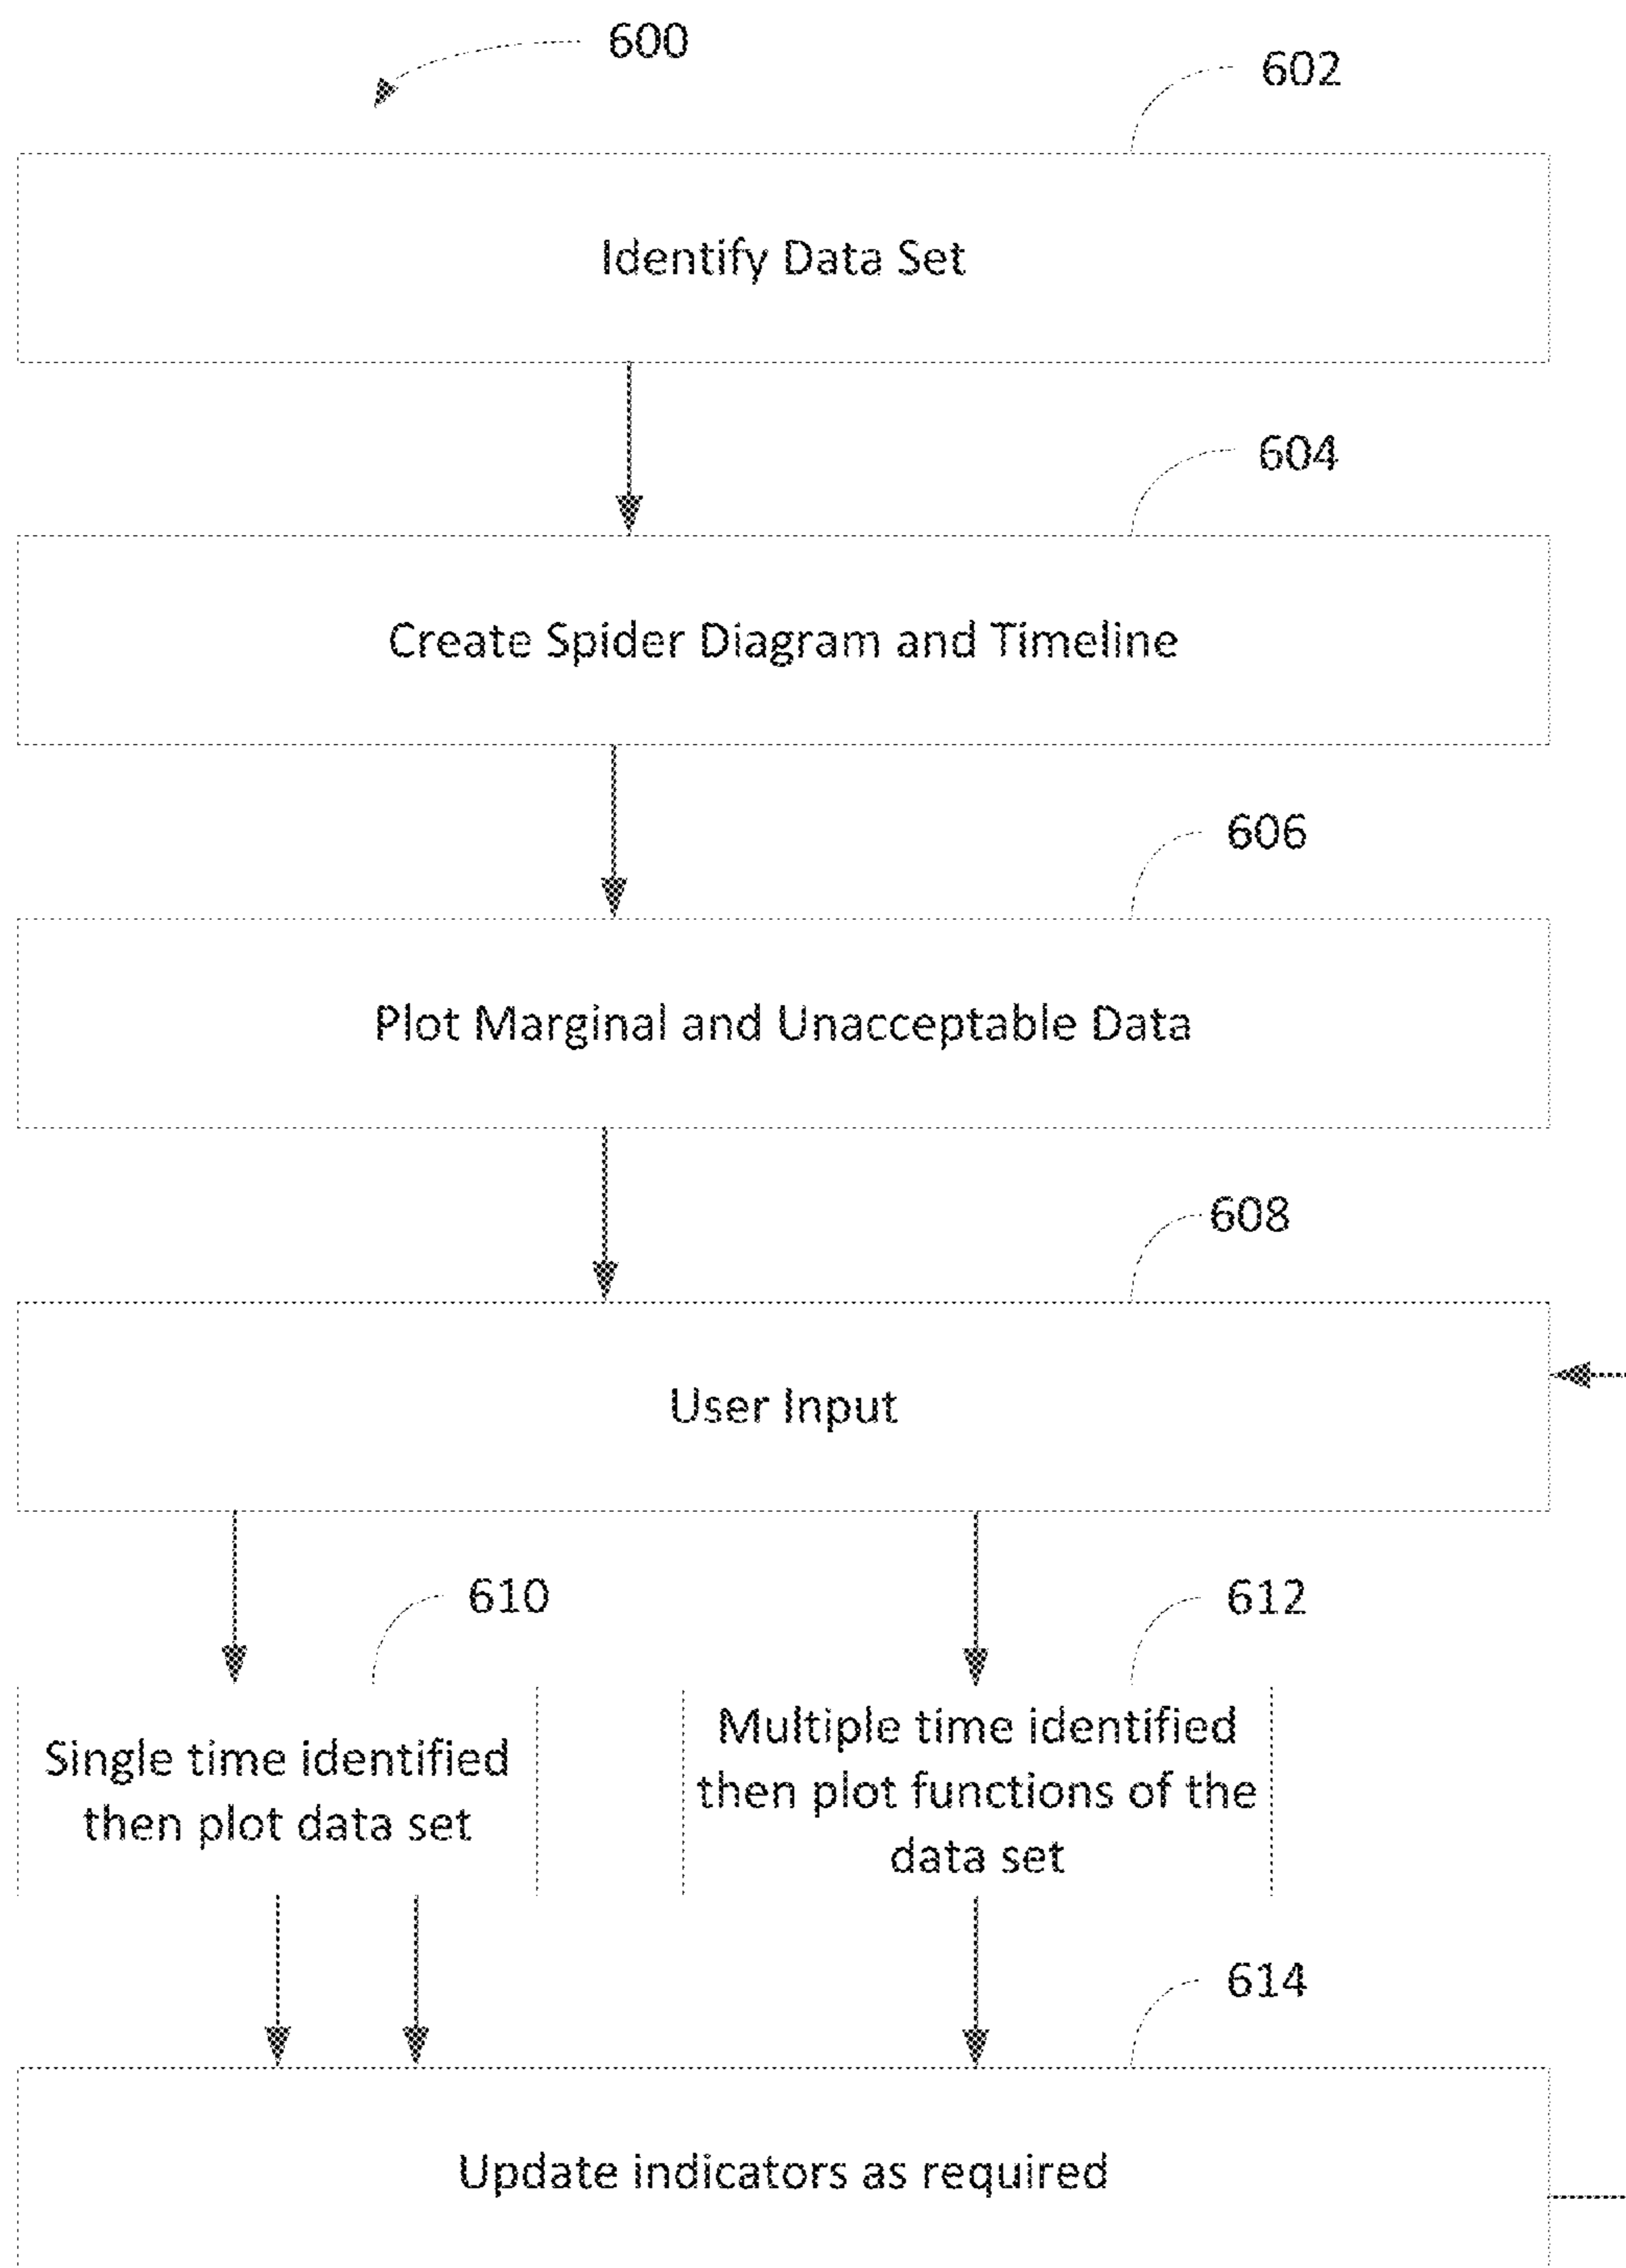 600
602
Identify Data Set
604
Create Spider Diagram and Timeline
606
Plot Marginal and Unacceptable Data
608
User Input
610
Single time identified
then plot data set
612
Multiple time identified
then plot functions of the
data set
614
Update indicators as required